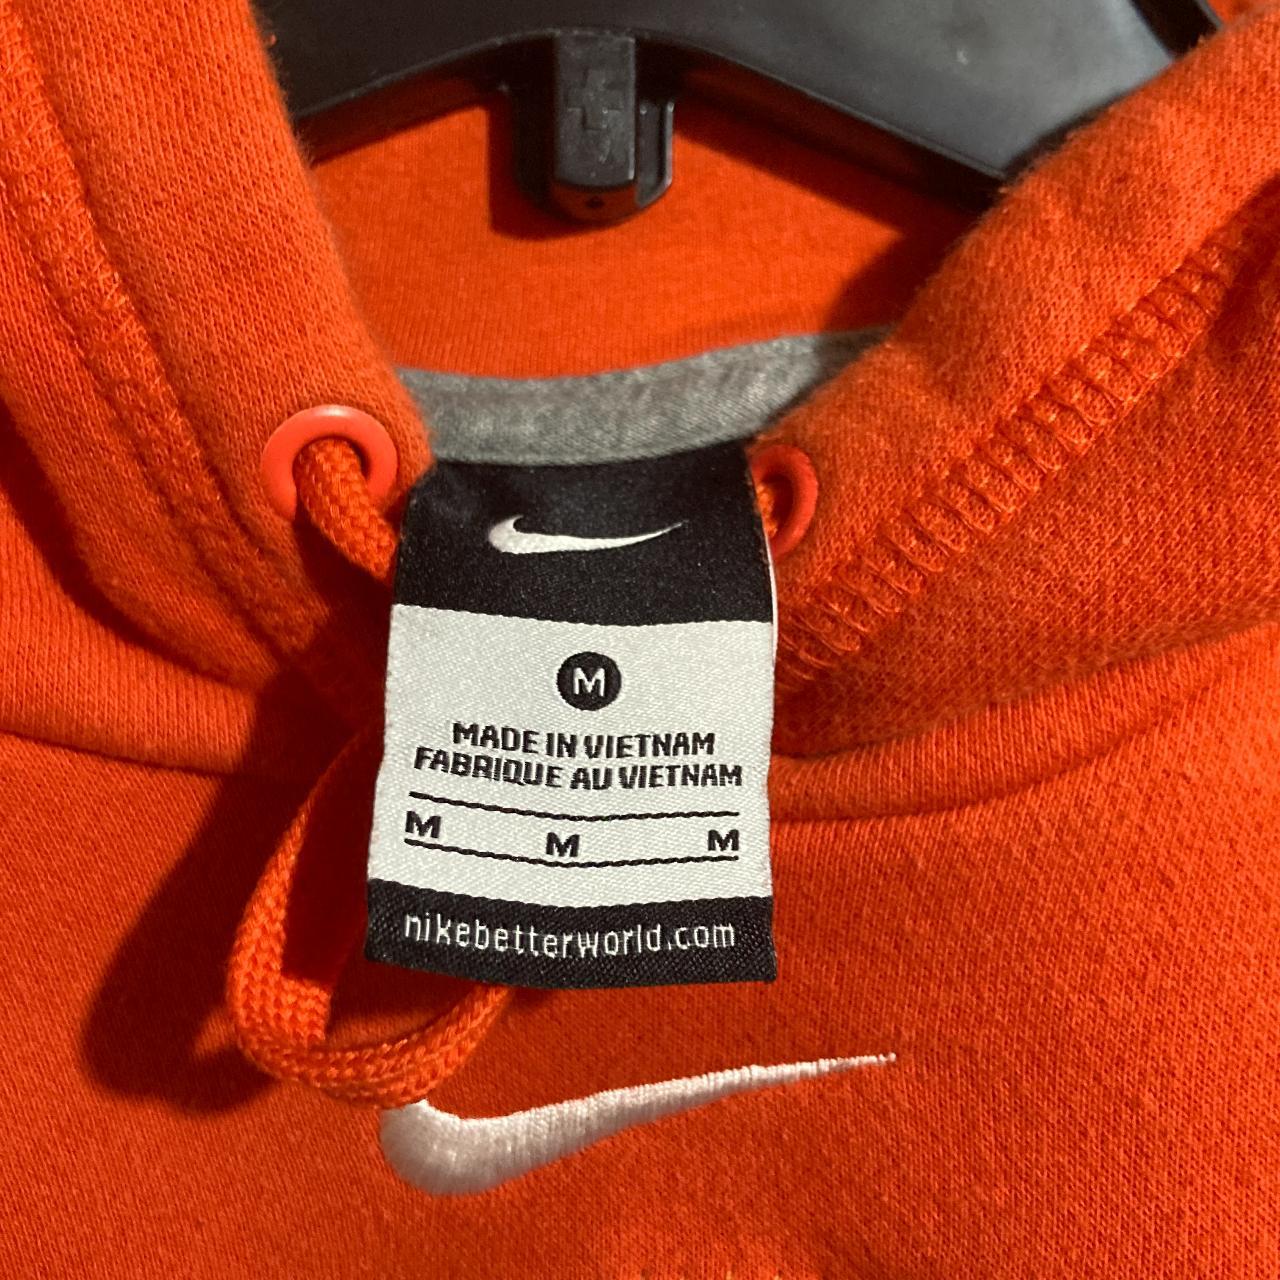 M
MADE IN VIETNAM
FABRIQUE AU VIETNAM
M M M
nikebetterworld.com